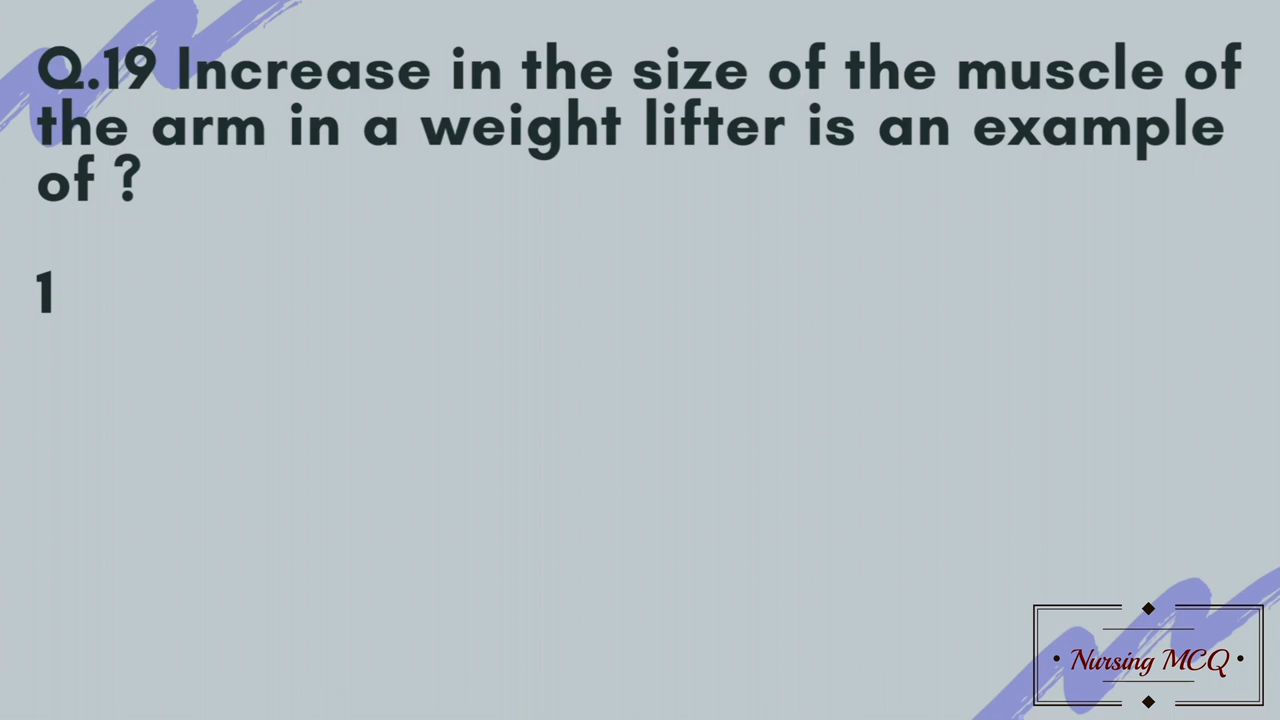 Q.19 Increase in the size of the muscle of
the arm in a weight lifter is an example
of ?
1
• Nursing MCQ •